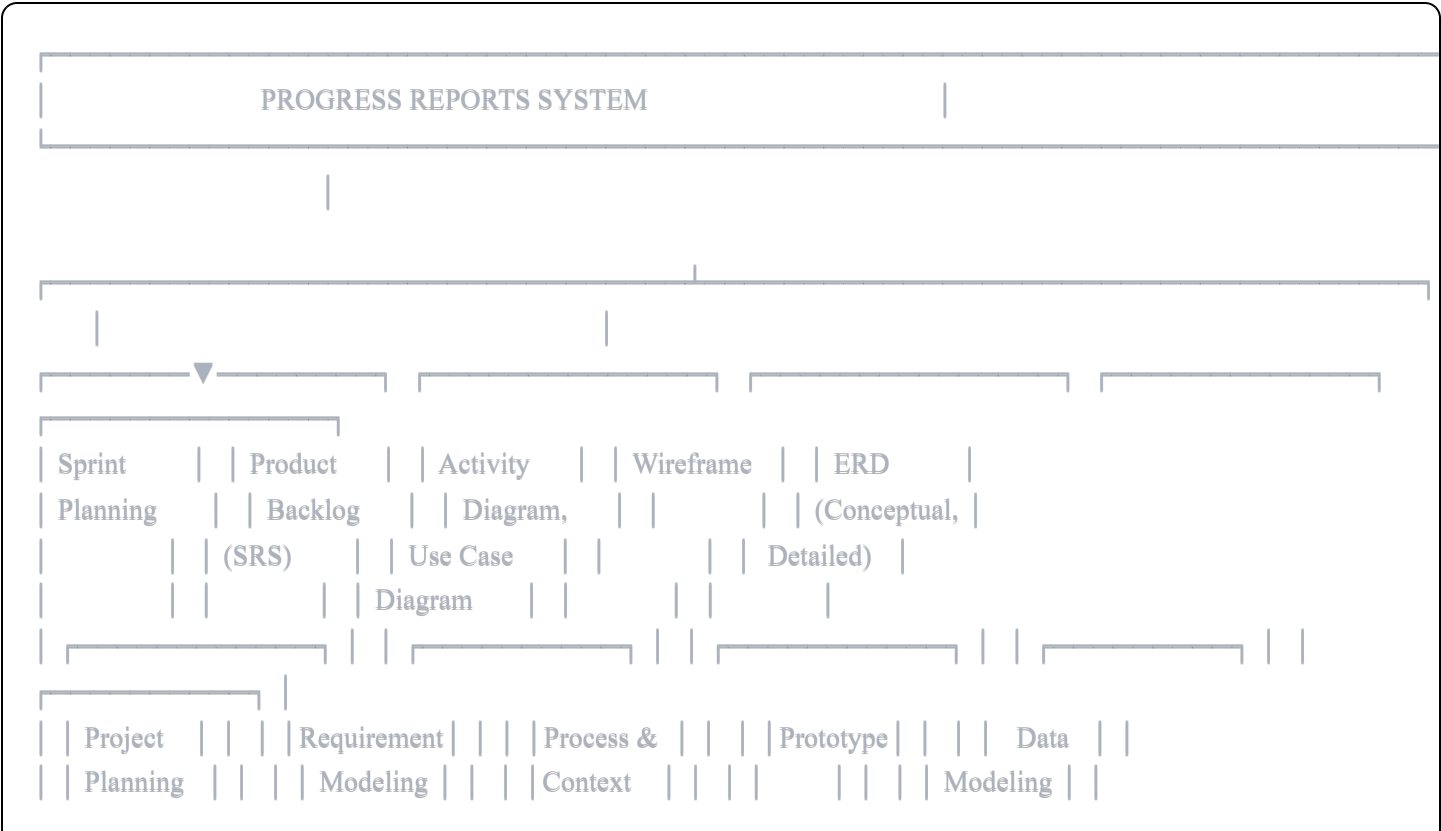 PROGRESS REPORTS SYSTEM
Sprint Product Activity Wireframe ERD
Planning Backlog Diagram, (Conceptual,
(SRS) Use Case Detailed)
Diagram
Project Requirement Process & Prototype Data
Planning Modeling Context Modeling